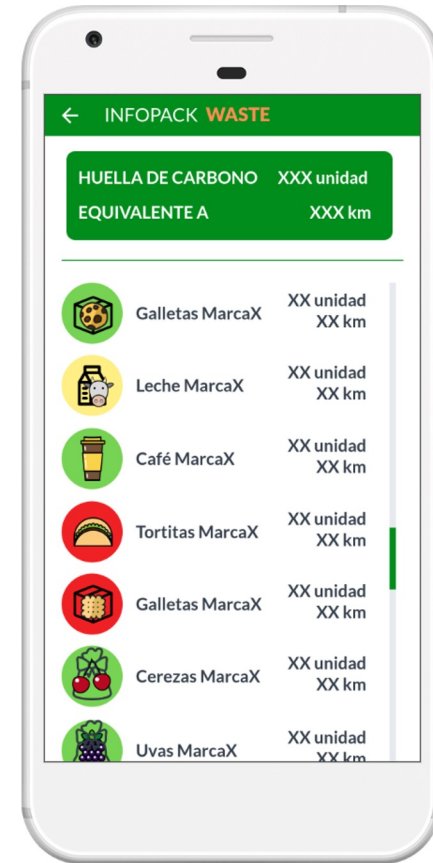 INFOPACK WASTE
HUELLA DE CARBONO XXX unidad
EQUIVALENTE A XXX km
Galletas MarcaX XX unidad
XX km
Leche MarcaX XX unidad
XX km
Café MarcaX XX unidad
XX km
Tortitas MarcaX XX unidad
XX km
Galletas MarcaX XX unidad
XX km
Cerezas MarcaX XX unidad
XX km
Uvas MarcaX XX unidad
XX km